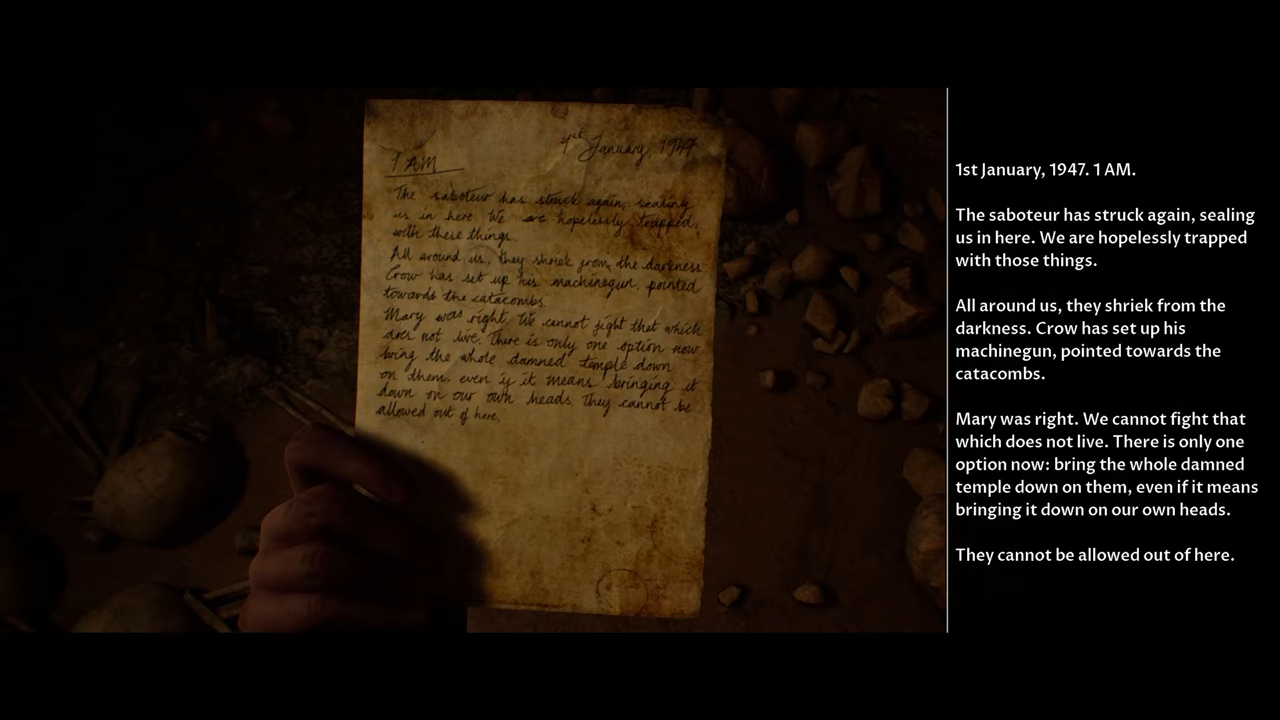 1st January, 1947
1 AM
The saboteur has struck again, sealing
us in here. We are hopelessly trapped,
with these things.
All around us, they shriek from the darkness.
Crow has set up his machinegun, pointed
towards the catacombs.
Mary was right. We cannot fight that which
does not live. There is only one option now
bring the whole damned temple down
on them, even if it means bringing it
down on our own heads. They cannot be
allowed out of here.
1st January, 1947. 1 AM.
The saboteur has struck again, sealing
us in here. We are hopelessly trapped
with those things.
All around us, they shriek from the
darkness. Crow has set up his
machinegun, pointed towards the
catacombs.
Mary was right. We cannot fight that
which does not live. There is only one
option now: bring the whole damned
temple down on them, even if it means
bringing it down on our own heads.
They cannot be allowed out of here.